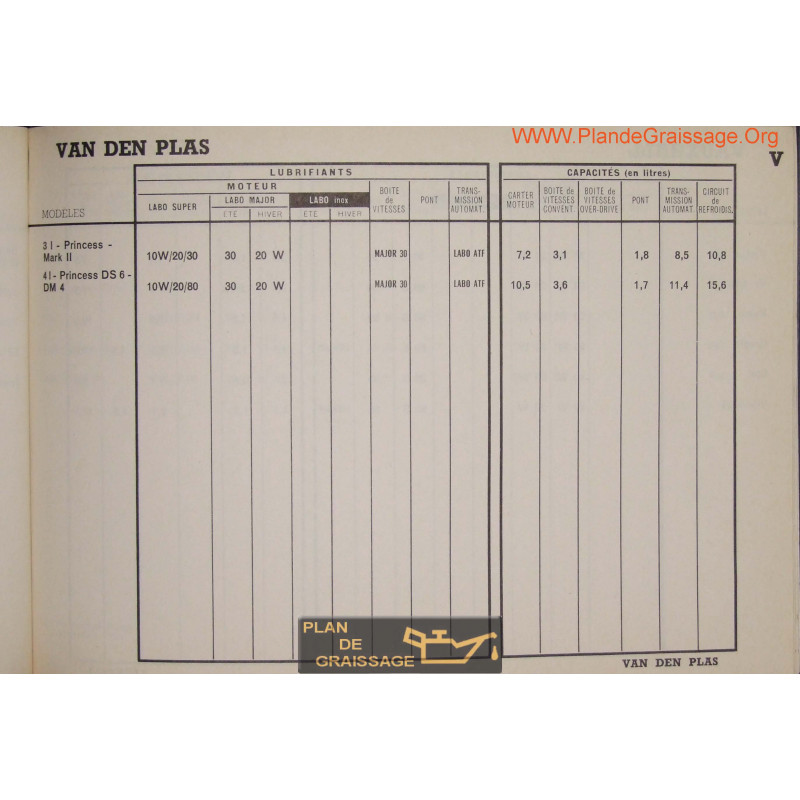 WWW.PlandeGraissage.Org
VAN DEN PLAS
V
LUBRIFIANTS
CAPACITÉS (en litres)
MOTEUR
LABO SUPER
LABO MAJOR
LABO inox
ÉTÉ HIVER ÉTÉ HIVER
BOITE de VITESSES
PONT
TRANS- MISSION AUTOMAT.
CARTER MOTEUR
BOITE de VITESSES CONVENT.
BOITE de VITESSES OVER-DRIVE
PONT
TRANS- MISSION AUTOMAT.
CIRCUIT de REFROIDIS.
MODELES
3 l - Princess -
Mark II 10W/20/30 30 20 W MAJOR 30 LABO ATF 7,2 3,1 1,8 8,5 10,8
4 l - Princess DS 6 -
DM 4 10W/20/80 30 20 W MAJOR 30 LABO ATF 10,5 3,6 1,7 11,4 15,6
PLAN
DE
GRAISSAGE
VAN DEN PLAS